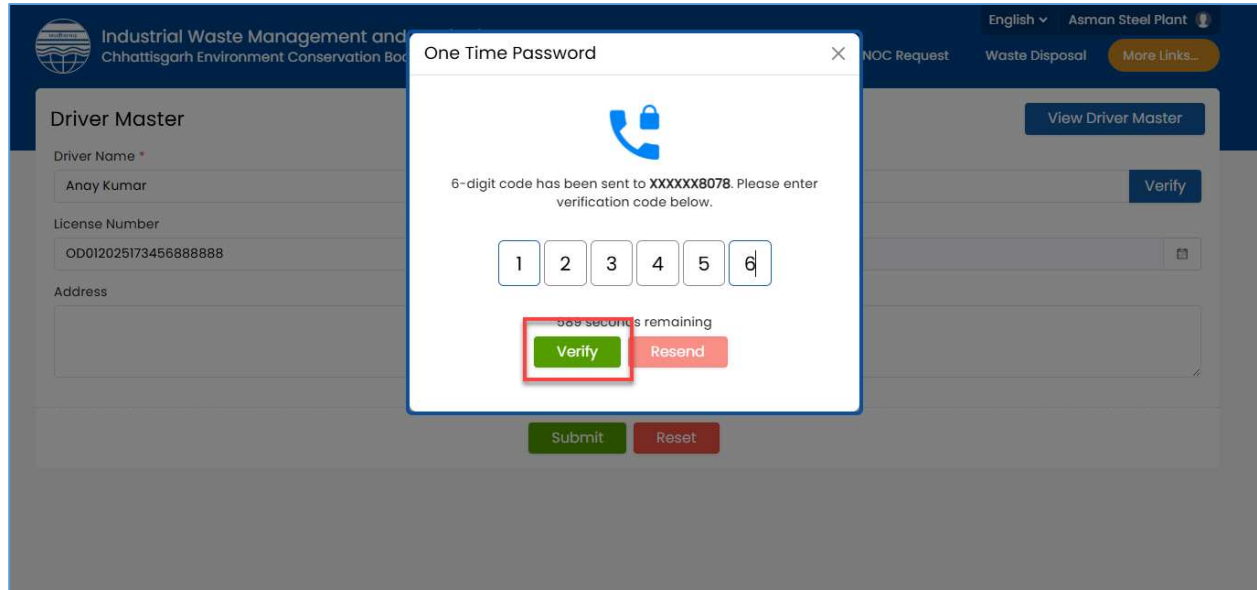 English Asman Steel Plant
Industrial Waste Management and
Chhattisgarh Environment Conservation Boa
NOC Request Waste Disposal More Links...
One Time Password
Driver Master
View Driver Master
Driver Name *
Anay Kumar
Verify
6-digit code has been sent to XXXXXX8078. Please enter
verification code below.
License Number
OD012025173456888888
1 2 3 4 5 6
Address
589 seconds remaining
Verify Resend
Submit Reset